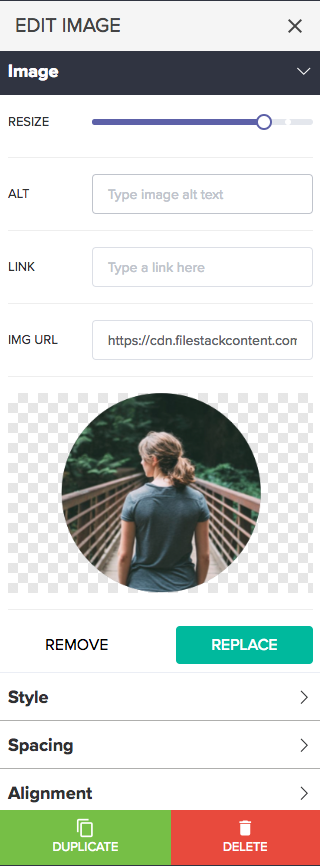 EDIT IMAGE
Image
RESIZE
ALT Type image alt text
LINK Type a link here
IMG URL https://cdn.filestackcontent.com
REMOVE REPLACE
Style
Spacing
Alignment
DUPLICATE DELETE